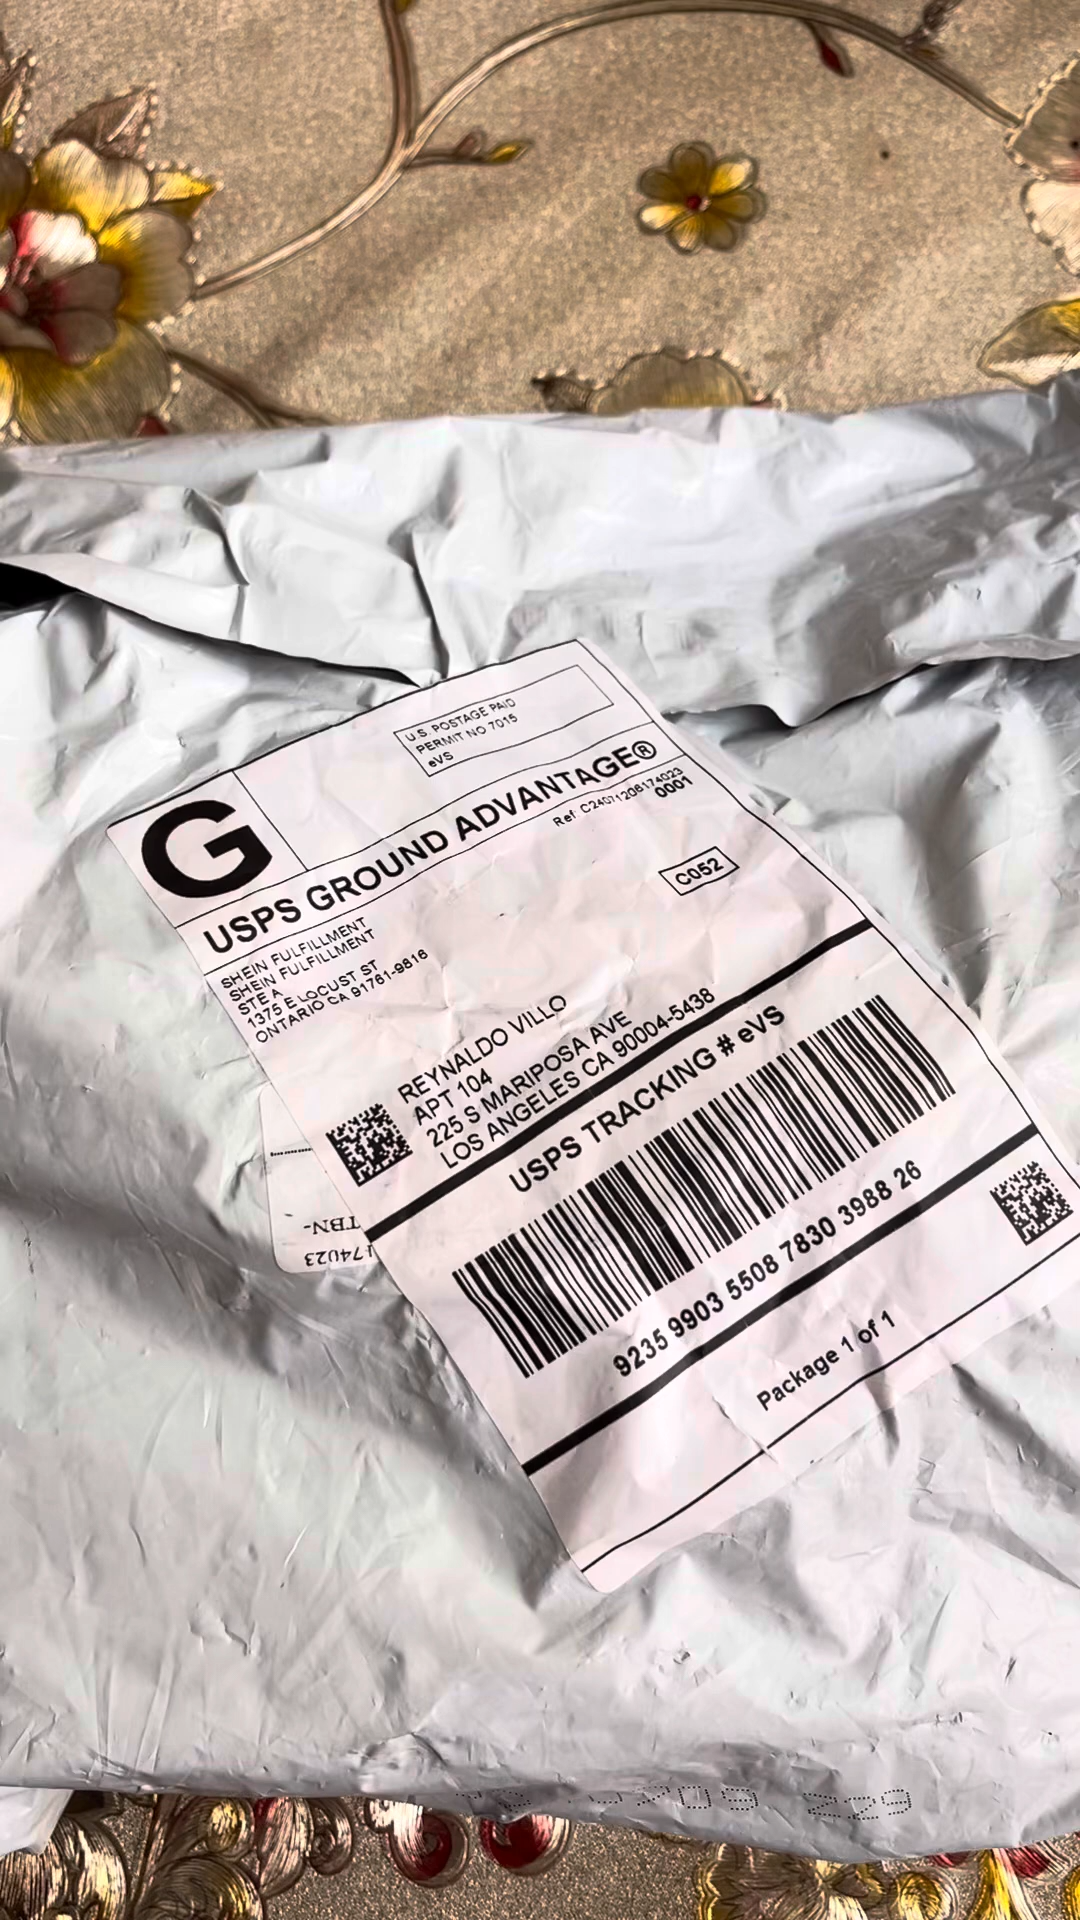 U.S. POSTAGE PAID
PERMIT NO 7015
eVS
G
USPS GROUND ADVANTAGE®
Ref: C24071208174023
0001
C052
SHEIN FULFILLMENT
SHEIN FULFILLMENT
STE A
1375 E LOCUST ST
ONTARIO CA 91761-9816
REYNALDO VILLO
APT 104
225 S MARIPOSA AVE
LOS ANGELES CA 90004-5438
USPS TRACKING # eVS
9235 9903 5508 7830 3988 26
Package 1 of 1
TBN-
74023